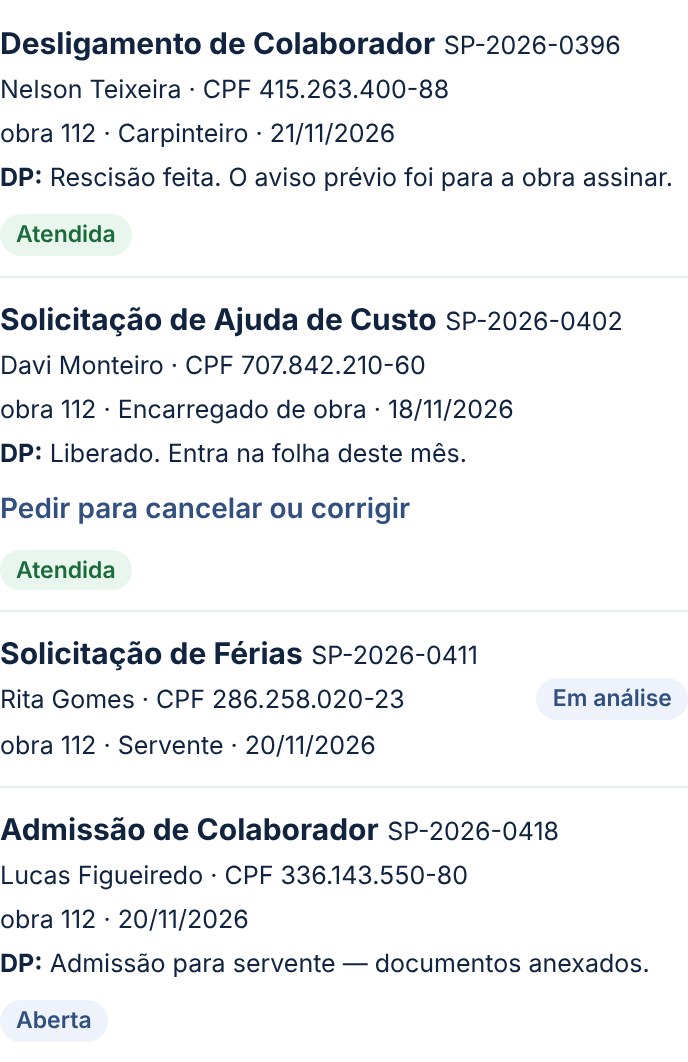 Desligamento de Colaborador SP-2026-0396
Nelson Teixeira · CPF 415.263.400-88
obra 112 · Carpinteiro · 21/11/2026
DP: Rescisão feita. O aviso prévio foi para a obra assinar.
Atendida
Solicitação de Ajuda de Custo SP-2026-0402
Davi Monteiro · CPF 707.842.210-60
obra 112 · Encarregado de obra · 18/11/2026
DP: Liberado. Entra na folha deste mês.
Pedir para cancelar ou corrigir
Atendida
Solicitação de Férias SP-2026-0411
Rita Gomes · CPF 286.258.020-23
Em análise
obra 112 · Servente · 20/11/2026
Admissão de Colaborador SP-2026-0418
Lucas Figueiredo · CPF 336.143.550-80
obra 112 · 20/11/2026
DP: Admissão para servente — documentos anexados.
Aberta